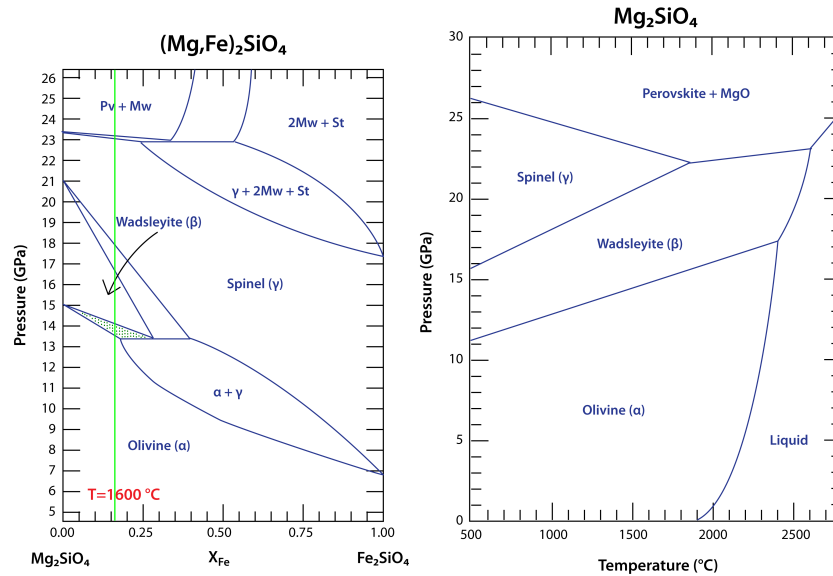 (Mg,Fe)₂SiO₄
26
25
24
23
22
21
20
19
18
17
16
15
14
13
12
11
10
9
8
7
6
5
Pressure (GPa)
Pv + Mw
2Mw + St
γ + 2Mw + St
Wadsleyite (β)
Spinel (γ)
α + γ
Olivine (α)
T=1600 °C
0.00
0.25
0.50
0.75
1.00
Mg₂SiO₄
X_Fe
Fe₂SiO₄
Mg₂SiO₄
30
25
20
15
10
5
0
Pressure (GPa)
Perovskite + MgO
Spinel (γ)
Wadsleyite (β)
Olivine (α)
Liquid
500
1000
1500
2000
2500
Temperature (°C)